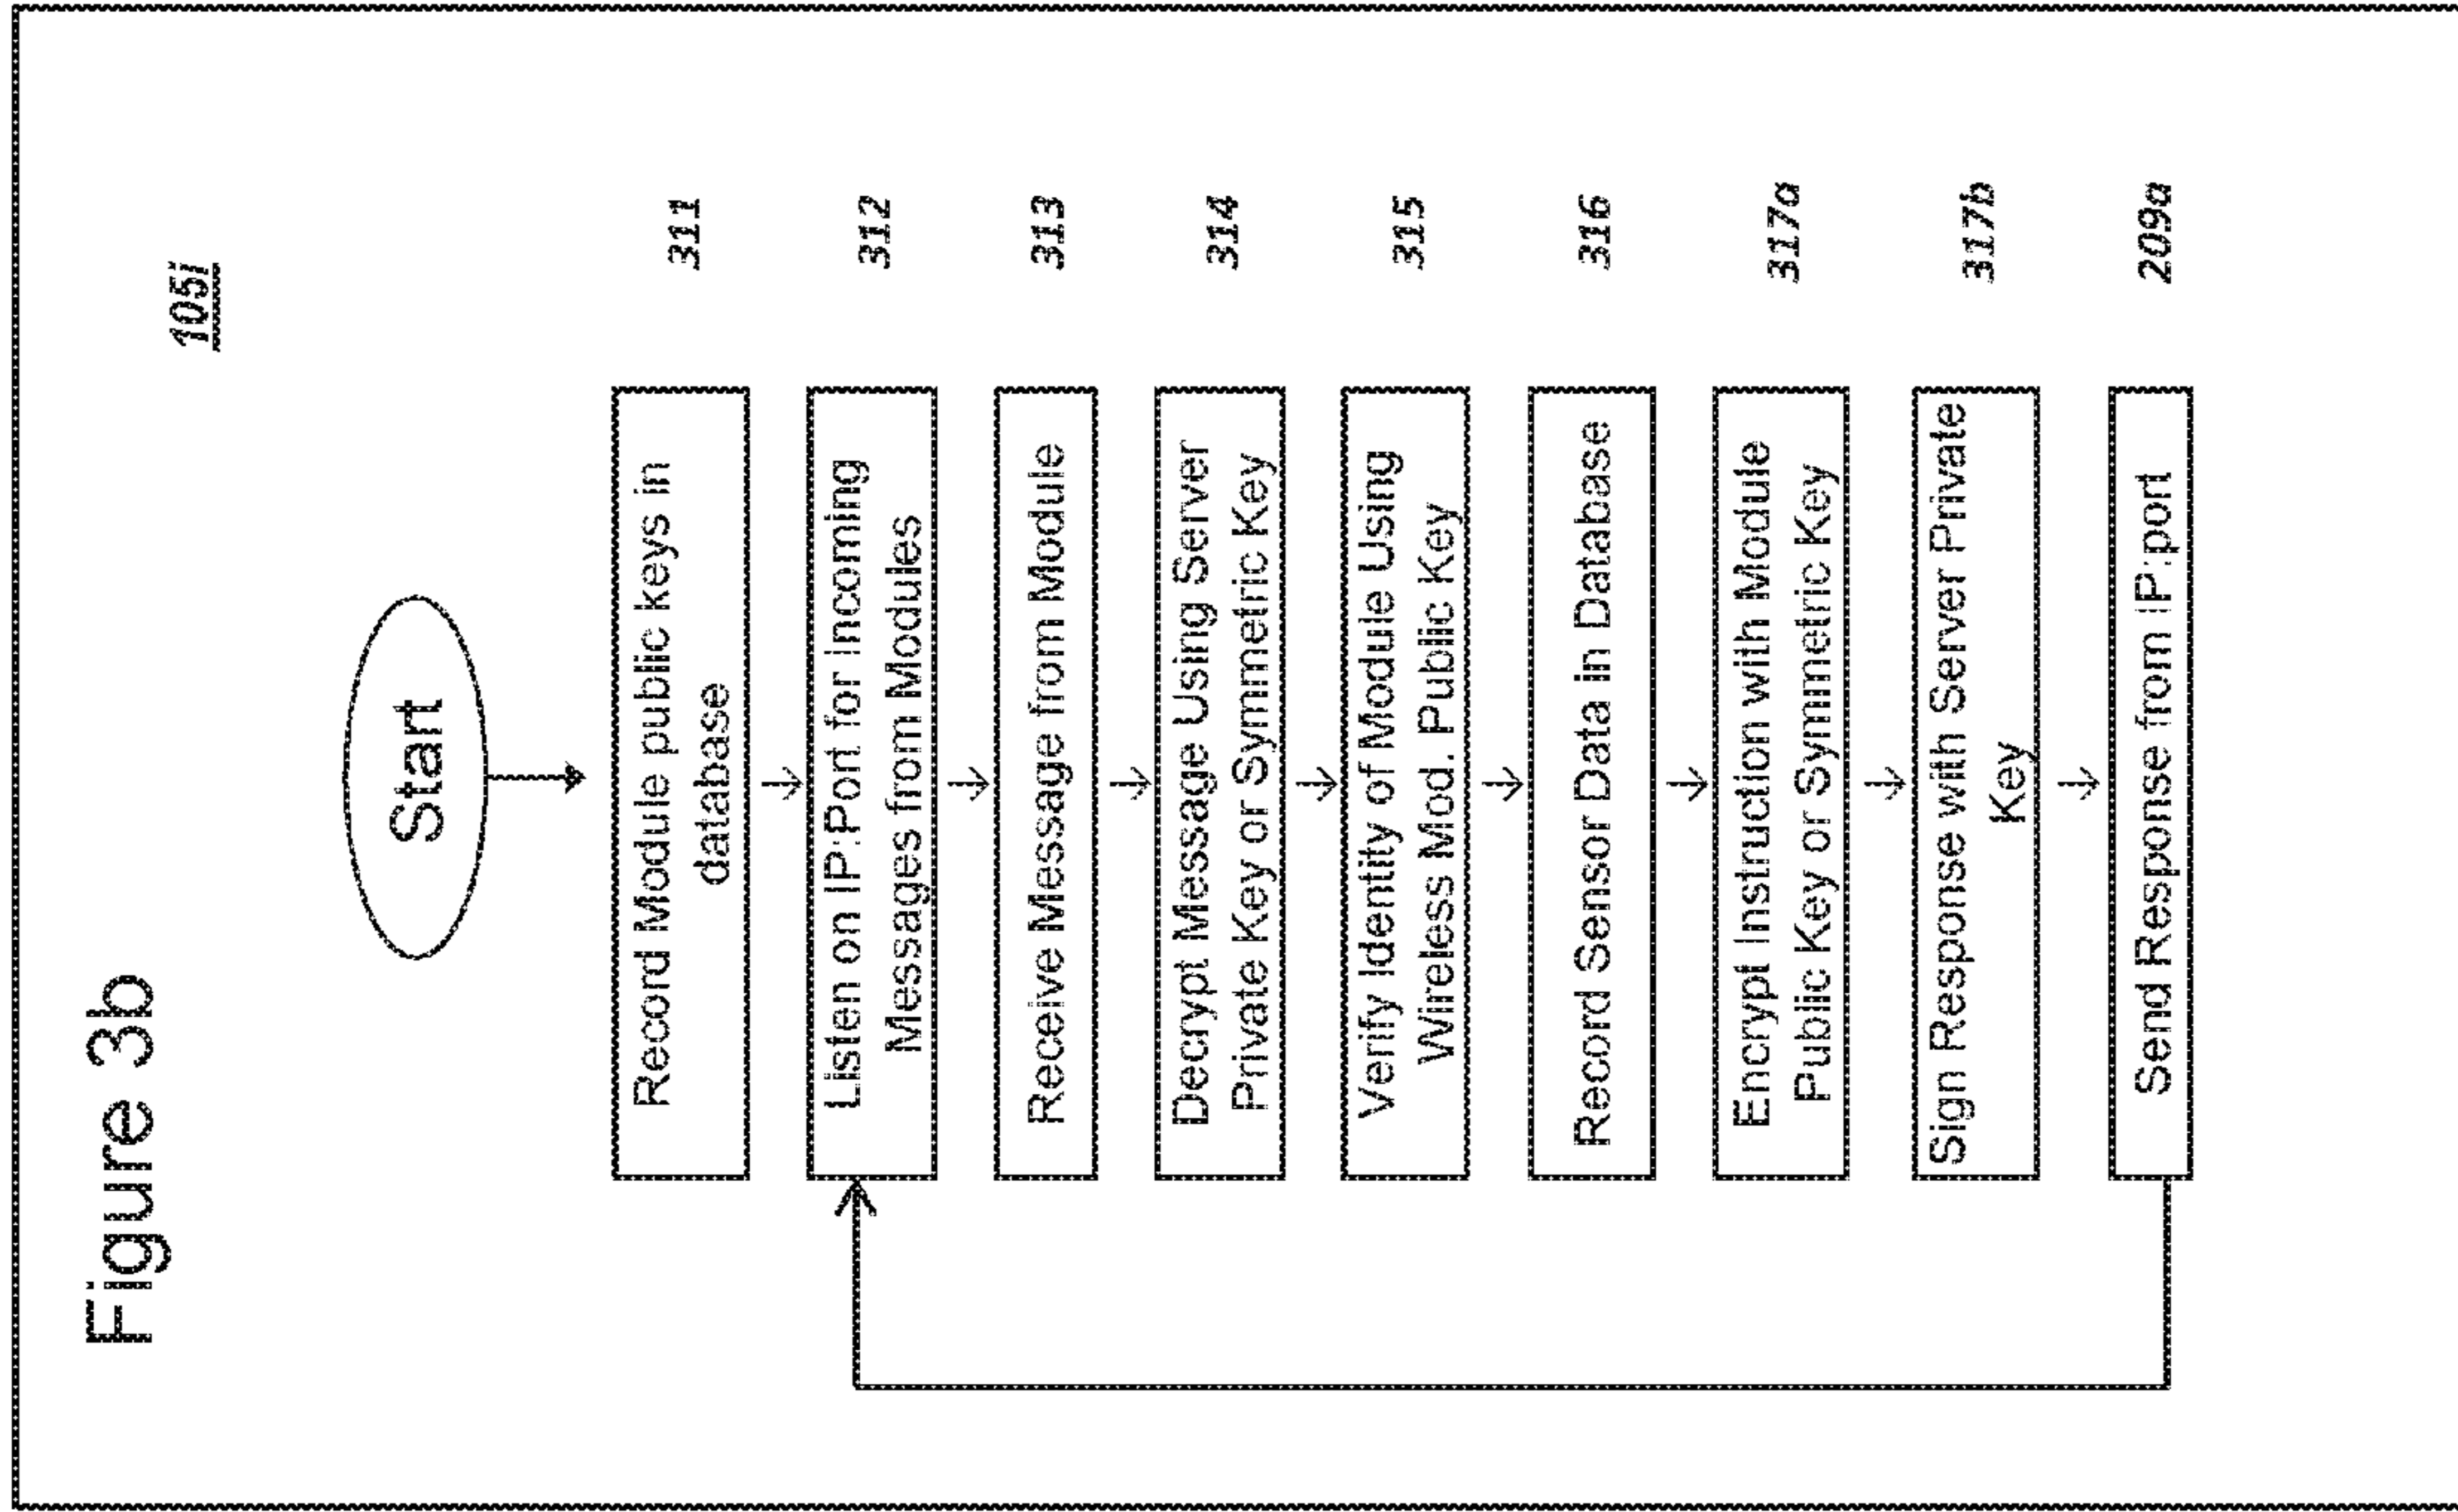 Figure 3b
105i
Start
Record Module public keys in
database
311
Listen on IP:Port for Incoming
Messages from Modules
312
Receive Message from Module
313
Decrypt Message Using Server
Private Key or Symmetric Key
314
Verify Identity of Module Using
Wireless Mod. Public Key
315
Record Sensor Data in Database
316
Encrypt Instruction with Module
Public Key or Symmetric Key
317a
Sign Response with Server Private
Key
317b
Send Response from IP:port
209a